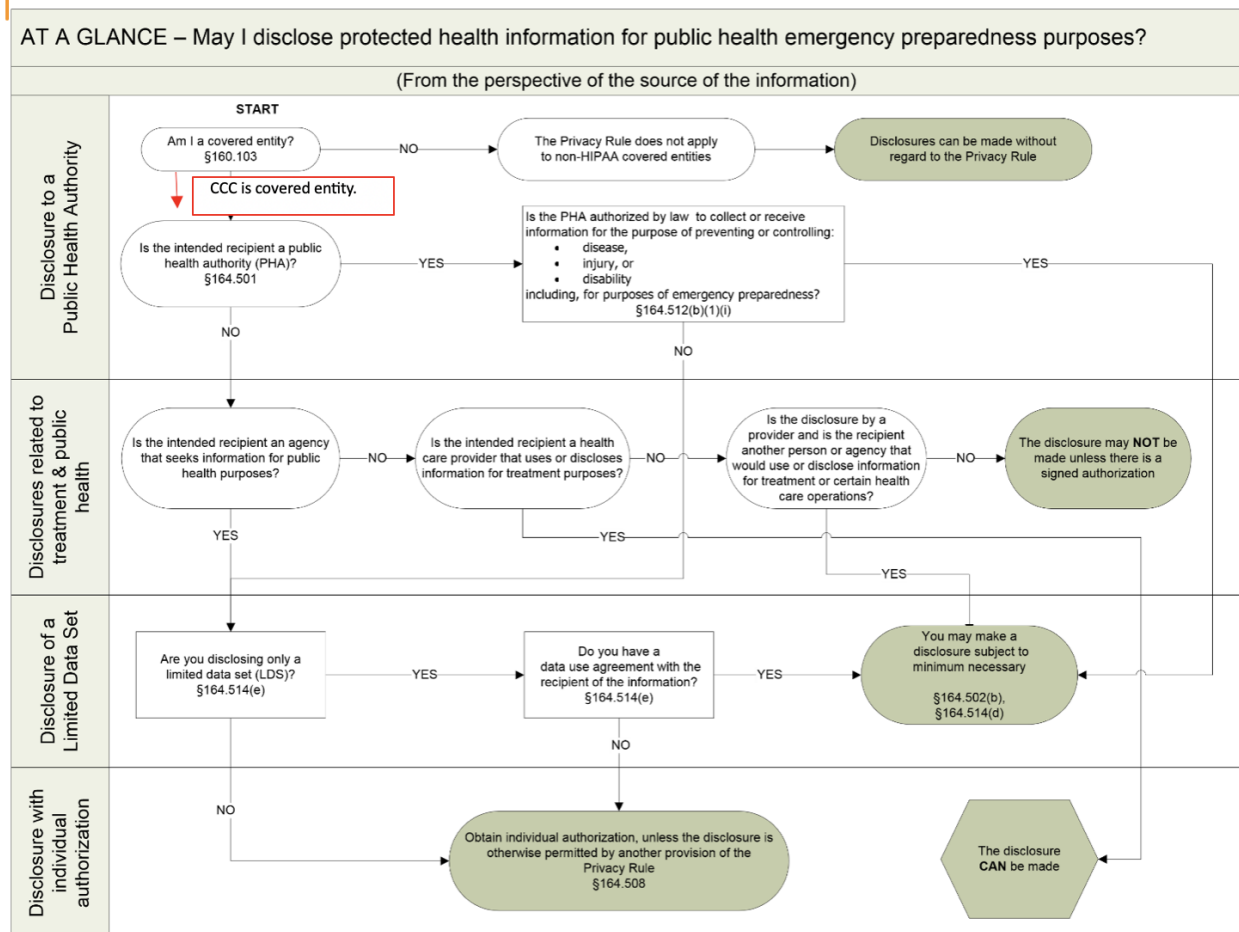 AT A GLANCE – May I disclose protected health information for public health emergency preparedness purposes?
(From the perspective of the source of the information)
Disclosure to a
Public Health Authority
START
Am I a covered entity?
§160.103
NO
The Privacy Rule does not apply
to non-HIPAA covered entities
Disclosures can be made without
regard to the Privacy Rule
CCC is covered entity.
Is the intended recipient a public
health authority (PHA)?
§164.501
YES
Is the PHA authorized by law to collect or receive
information for the purpose of preventing or controlling:
• disease,
• injury, or
• disability
including, for purposes of emergency preparedness?
§164.512(b)(1)(i)
YES
NO
NO
Disclosures related to
treatment & public
health
Is the intended recipient an agency
that seeks information for public
health purposes?
NO
Is the intended recipient a health
care provider that uses or discloses
information for treatment purposes?
NO
Is the disclosure by a
provider and is the recipient
another person or agency that
would use or disclose information
for treatment or certain health
care operations?
NO
The disclosure may NOT be
made unless there is a
signed authorization
YES
YES
YES
Disclosure of a
Limited Data Set
Are you disclosing only a
limited data set (LDS)?
§164.514(e)
YES
Do you have a
data use agreement with the
recipient of the information?
§164.514(e)
YES
You may make a
disclosure subject to
minimum necessary
§164.502(b),
§164.514(d)
NO
NO
Disclosure with
individual
authorization
Obtain individual authorization, unless the disclosure is
otherwise permitted by another provision of the
Privacy Rule
§164.508
The disclosure
CAN be made